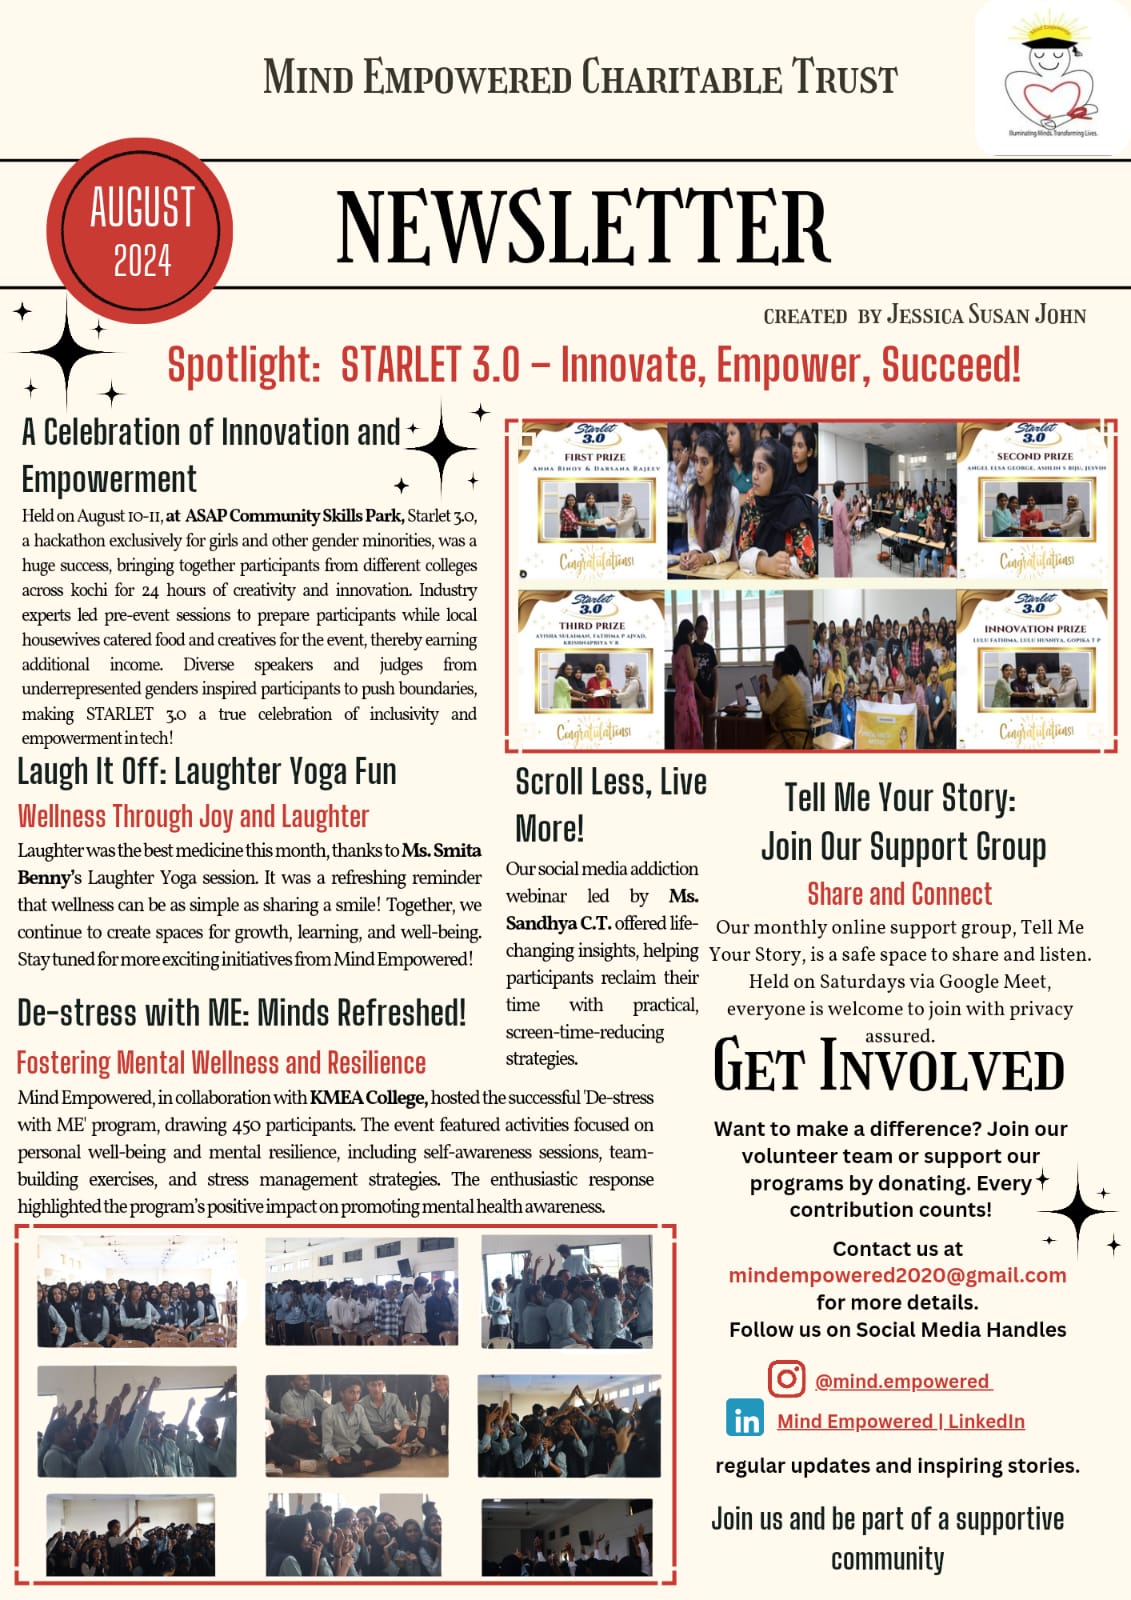 Mind Empowered Charitable Trust
Mind Empowered
Illuminating Minds, Transforming Lives.
AUGUST
2024
NEWSLETTER
created by Jessica Susan John
Spotlight: STARLET 3.0 – Innovate, Empower, Succeed!
A Celebration of Innovation and
Empowerment
Held on August 10-11, at ASAP Community Skills Park, Starlet 3.0,
a hackathon exclusively for girls and other gender minorities, was a
huge success, bringing together participants from different colleges
across kochi for 24 hours of creativity and innovation. Industry
experts led pre-event sessions to prepare participants while local
housewives catered food and creatives for the event, thereby earning
additional income. Diverse speakers and judges from
underrepresented genders inspired participants to push boundaries,
making STARLET 3.0 a true celebration of inclusivity and
empowerment in tech!
Starlet
3.0
FIRST PRIZE
ANNA BINOY & DARSANA RAJEEV
Congratulations!
Starlet
3.0
SECOND PRIZE
ANGEL ELSA GEORGE, ASHLIN S BIJU, JESVIN
Congratulations!
Starlet
3.0
THIRD PRIZE
AYISHA SULAIMAN, FATHIMA P AJVAD,
KRISHNAPRIYA V R
Congratulations!
Starlet
3.0
INNOVATION PRIZE
LULU FATHIMA, LULU HUSNIYA, GOPIKA T P
Congratulations!
Laugh It Off: Laughter Yoga Fun
Wellness Through Joy and Laughter
Laughter was the best medicine this month, thanks to Ms. Smita
Benny's Laughter Yoga session. It was a refreshing reminder
that wellness can be as simple as sharing a smile! Together, we
continue to create spaces for growth, learning, and well-being.
Stay tuned for more exciting initiatives from Mind Empowered!
Scroll Less, Live
More!
Our social media addiction
webinar led by Ms.
Sandhya C.T. offered life-
changing insights, helping
participants reclaim their
time with practical,
screen-time-reducing
strategies.
Tell Me Your Story:
Join Our Support Group
Share and Connect
Our monthly online support group, Tell Me
Your Story, is a safe space to share and listen.
Held on Saturdays via Google Meet,
everyone is welcome to join with privacy
assured.
De-stress with ME: Minds Refreshed!
Fostering Mental Wellness and Resilience
Mind Empowered, in collaboration with KMEA College, hosted the successful 'De-stress
with ME' program, drawing 450 participants. The event featured activities focused on
personal well-being and mental resilience, including self-awareness sessions, team-
building exercises, and stress management strategies. The enthusiastic response
highlighted the program's positive impact on promoting mental health awareness.
Get Involved
Want to make a difference? Join our
volunteer team or support our
programs by donating. Every
contribution counts!
Contact us at
mindempowered2020@gmail.com
for more details.
Follow us on Social Media Handles
@mind.empowered
in Mind Empowered | LinkedIn
regular updates and inspiring stories.
Join us and be part of a supportive
community